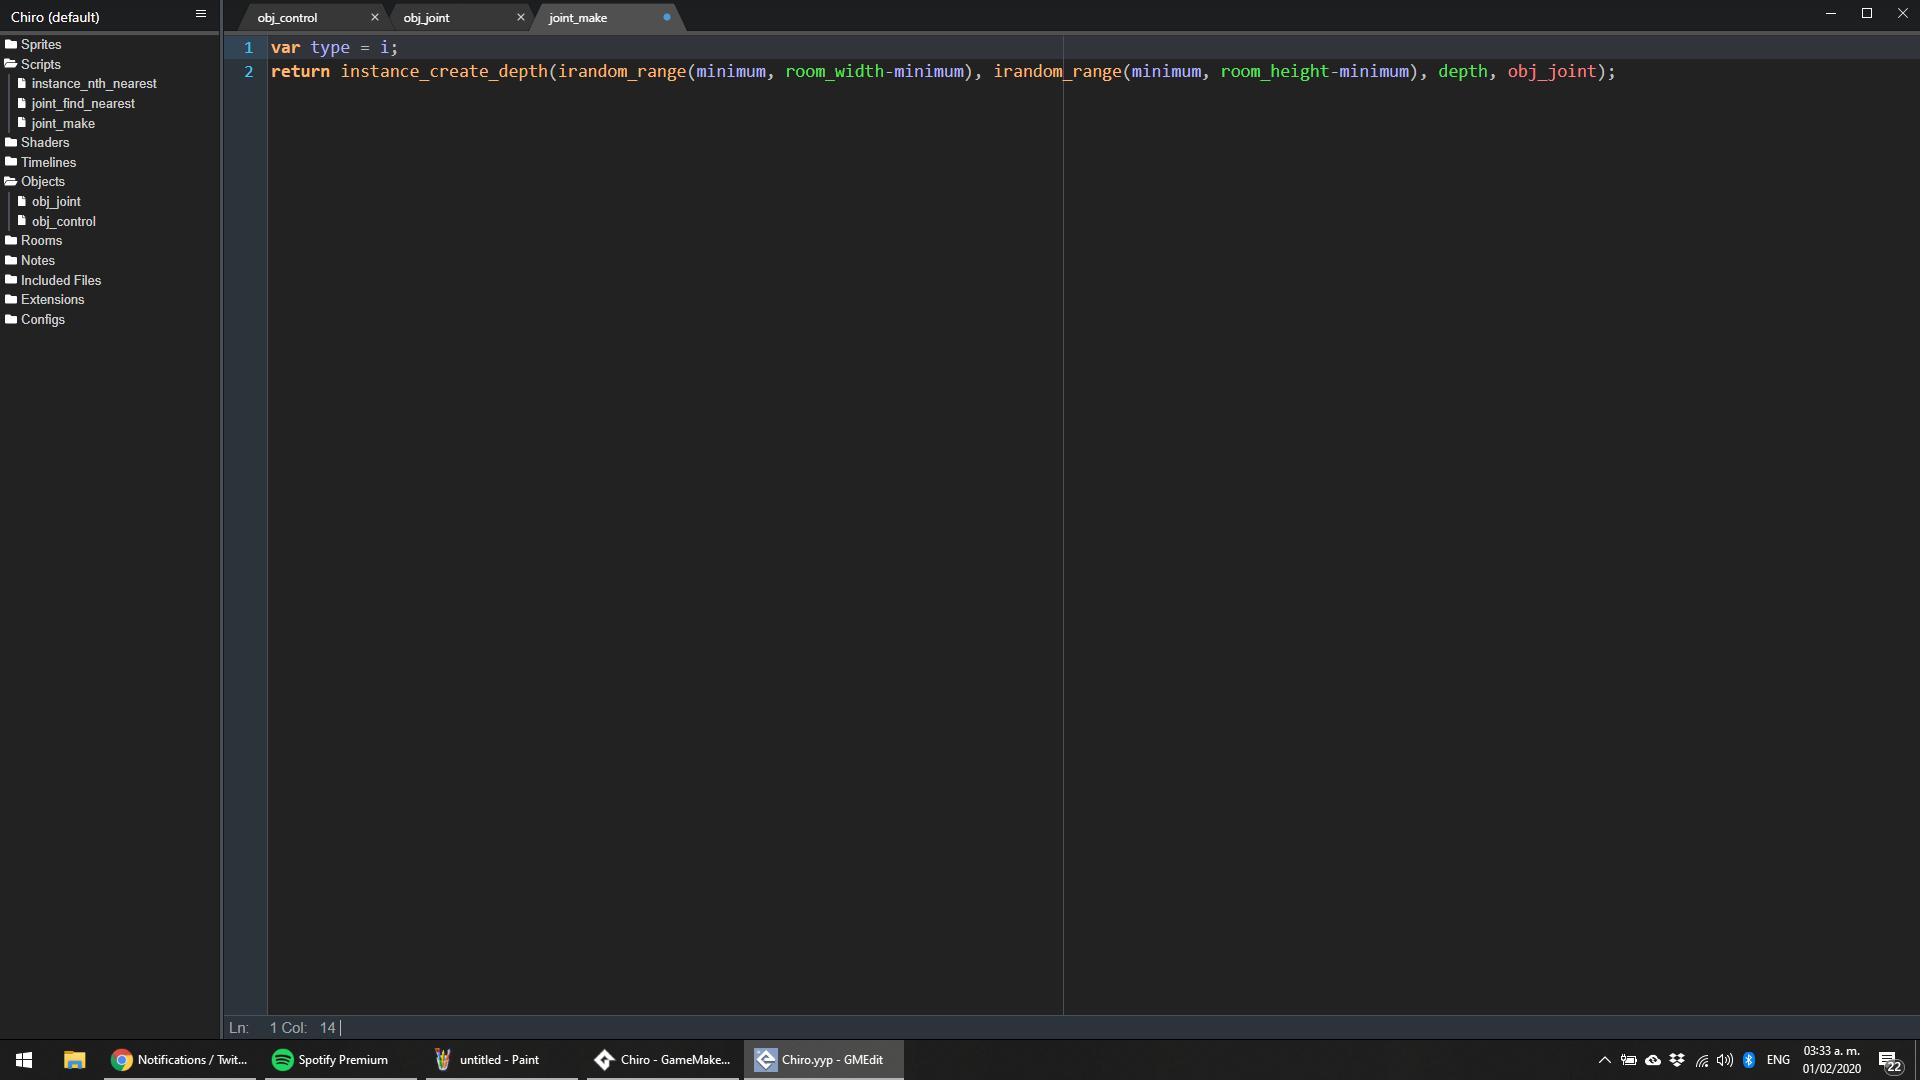 Chiro (default)
obj_control
obj_joint
joint_make
Sprites
Scripts
instance_nth_nearest
joint_find_nearest
joint_make
Shaders
Timelines
Objects
obj_joint
obj_control
Rooms
Notes
Included Files
Extensions
Configs
1 var type = i;
2 return instance_create_depth(irandom_range(minimum, room_width-minimum), irandom_range(minimum, room_height-minimum), depth, obj_joint);
Ln: 1 Col: 14
Notifications / Twit...
Spotify Premium
untitled - Paint
Chiro - GameMake...
Chiro.yyp - GMEdit
ENG
03:33 a. m.
01/02/2020
22